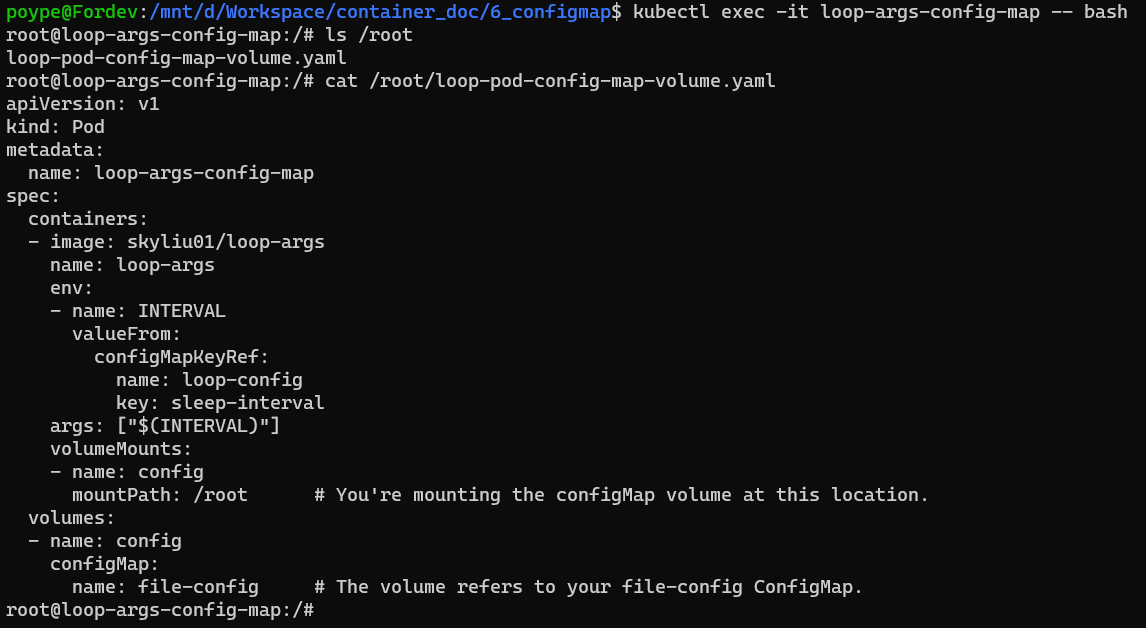 poype@Fordev:/mnt/d/Workspace/container_doc/6_configmap$ kubectl exec -it loop-args-config-map -- bash
root@loop-args-config-map:/# ls /root
loop-pod-config-map-volume.yaml
root@loop-args-config-map:/# cat /root/loop-pod-config-map-volume.yaml
apiVersion: v1
kind: Pod
metadata:
  name: loop-args-config-map
spec:
  containers:
  - image: skyliu01/loop-args
    name: loop-args
    env:
    - name: INTERVAL
      valueFrom:
        configMapKeyRef:
          name: loop-config
          key: sleep-interval
    args: ["$(INTERVAL)"]
    volumeMounts:
    - name: config
      mountPath: /root      # You're mounting the configMap volume at this location.
  volumes:
  - name: config
    configMap:
      name: file-config     # The volume refers to your file-config ConfigMap.
root@loop-args-config-map:/#